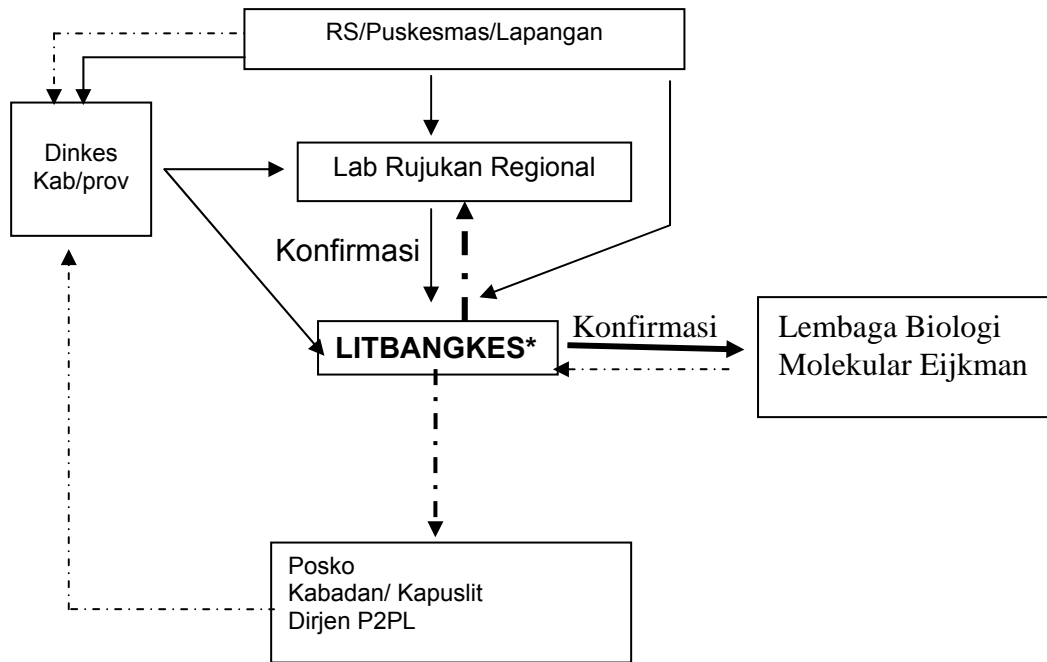 RS/Puskesmas/Lapangan
Dinkes
Kab/prov
Lab Rujukan Regional
Konfirmasi
LITBANGKES*
Konfirmasi
Lembaga Biologi
Molekular Eijkman
Posko
Kabadan/ Kapuslit
Dirjen P2PL